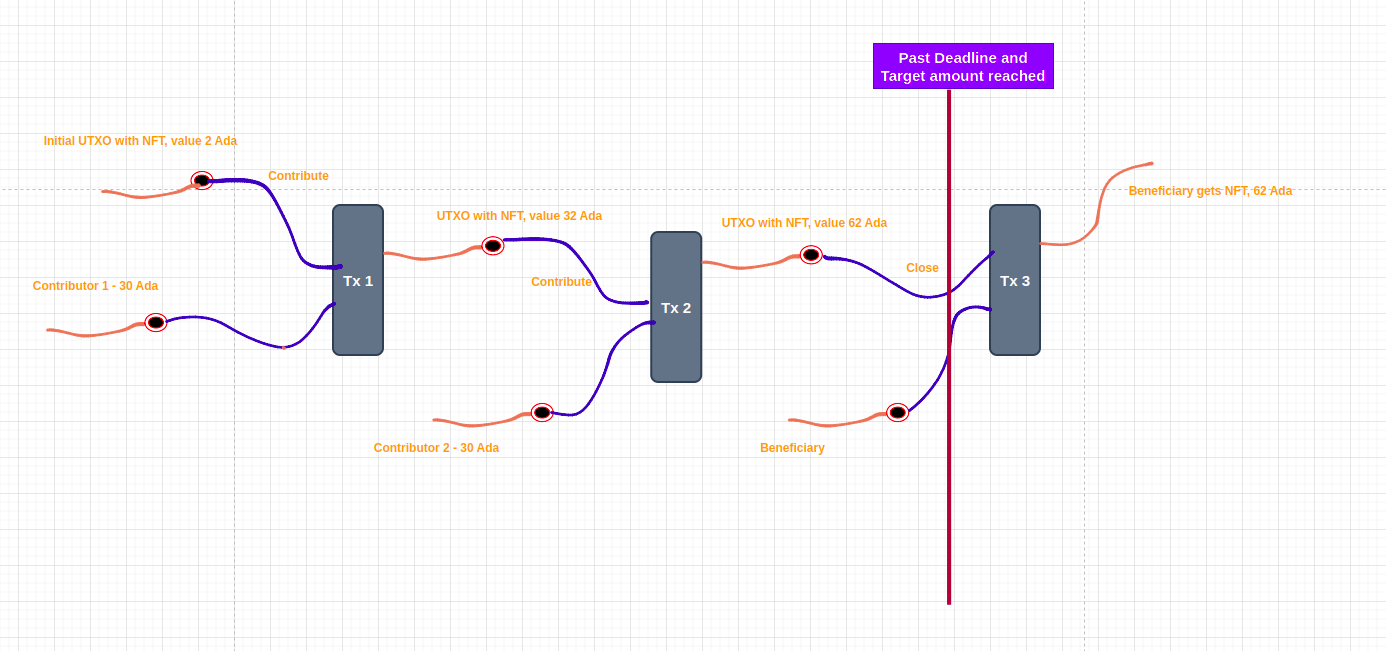 Past Deadline and
Target amount reached
Initial UTXO with NFT, value 2 Ada
Contribute
Beneficiary gets NFT, 62 Ada
UTXO with NFT, value 32 Ada
UTXO with NFT, value 62 Ada
Close
Contributor 1 - 30 Ada
Tx 1
Contribute
Tx 2
Tx 3
Contributor 2 - 30 Ada
Beneficiary